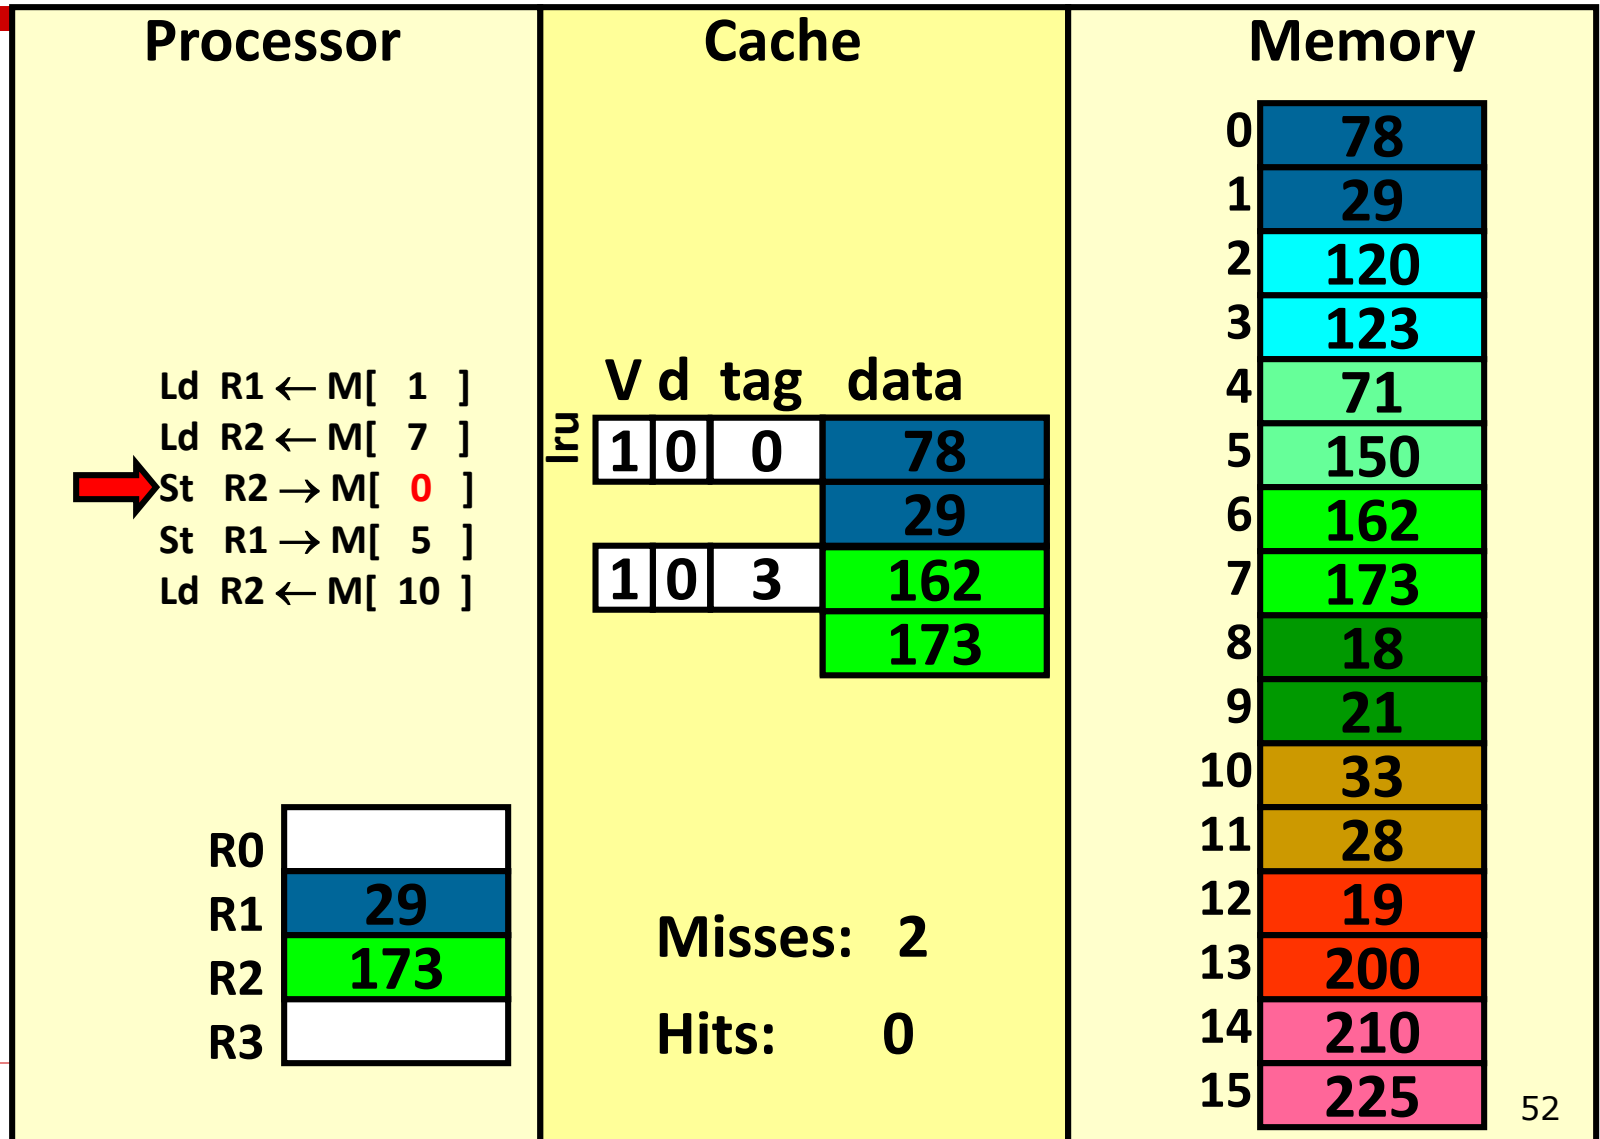 Processor
Ld R1 ← M[ 1 ]
Ld R2 ← M[ 7 ]
St R2 → M[ 0 ]
St R1 → M[ 5 ]
Ld R2 ← M[ 10 ]
R0
R1 29
R2 173
R3
Cache
V d tag data
lru 1 0 0 78
29
1 0 3 162
173
Misses: 2
Hits: 0
Memory
0 78
1 29
2 120
3 123
4 71
5 150
6 162
7 173
8 18
9 21
10 33
11 28
12 19
13 200
14 210
15 225
52